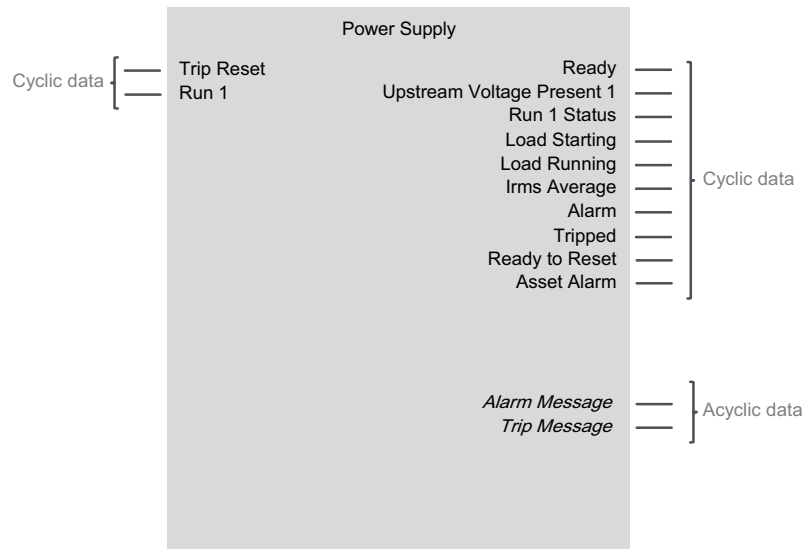 Power Supply
Cyclic data
Trip Reset
Run 1
Ready
Upstream Voltage Present 1
Run 1 Status
Load Starting
Load Running
Irms Average
Alarm
Tripped
Ready to Reset
Asset Alarm
Cyclic data
Alarm Message
Trip Message
Acyclic data